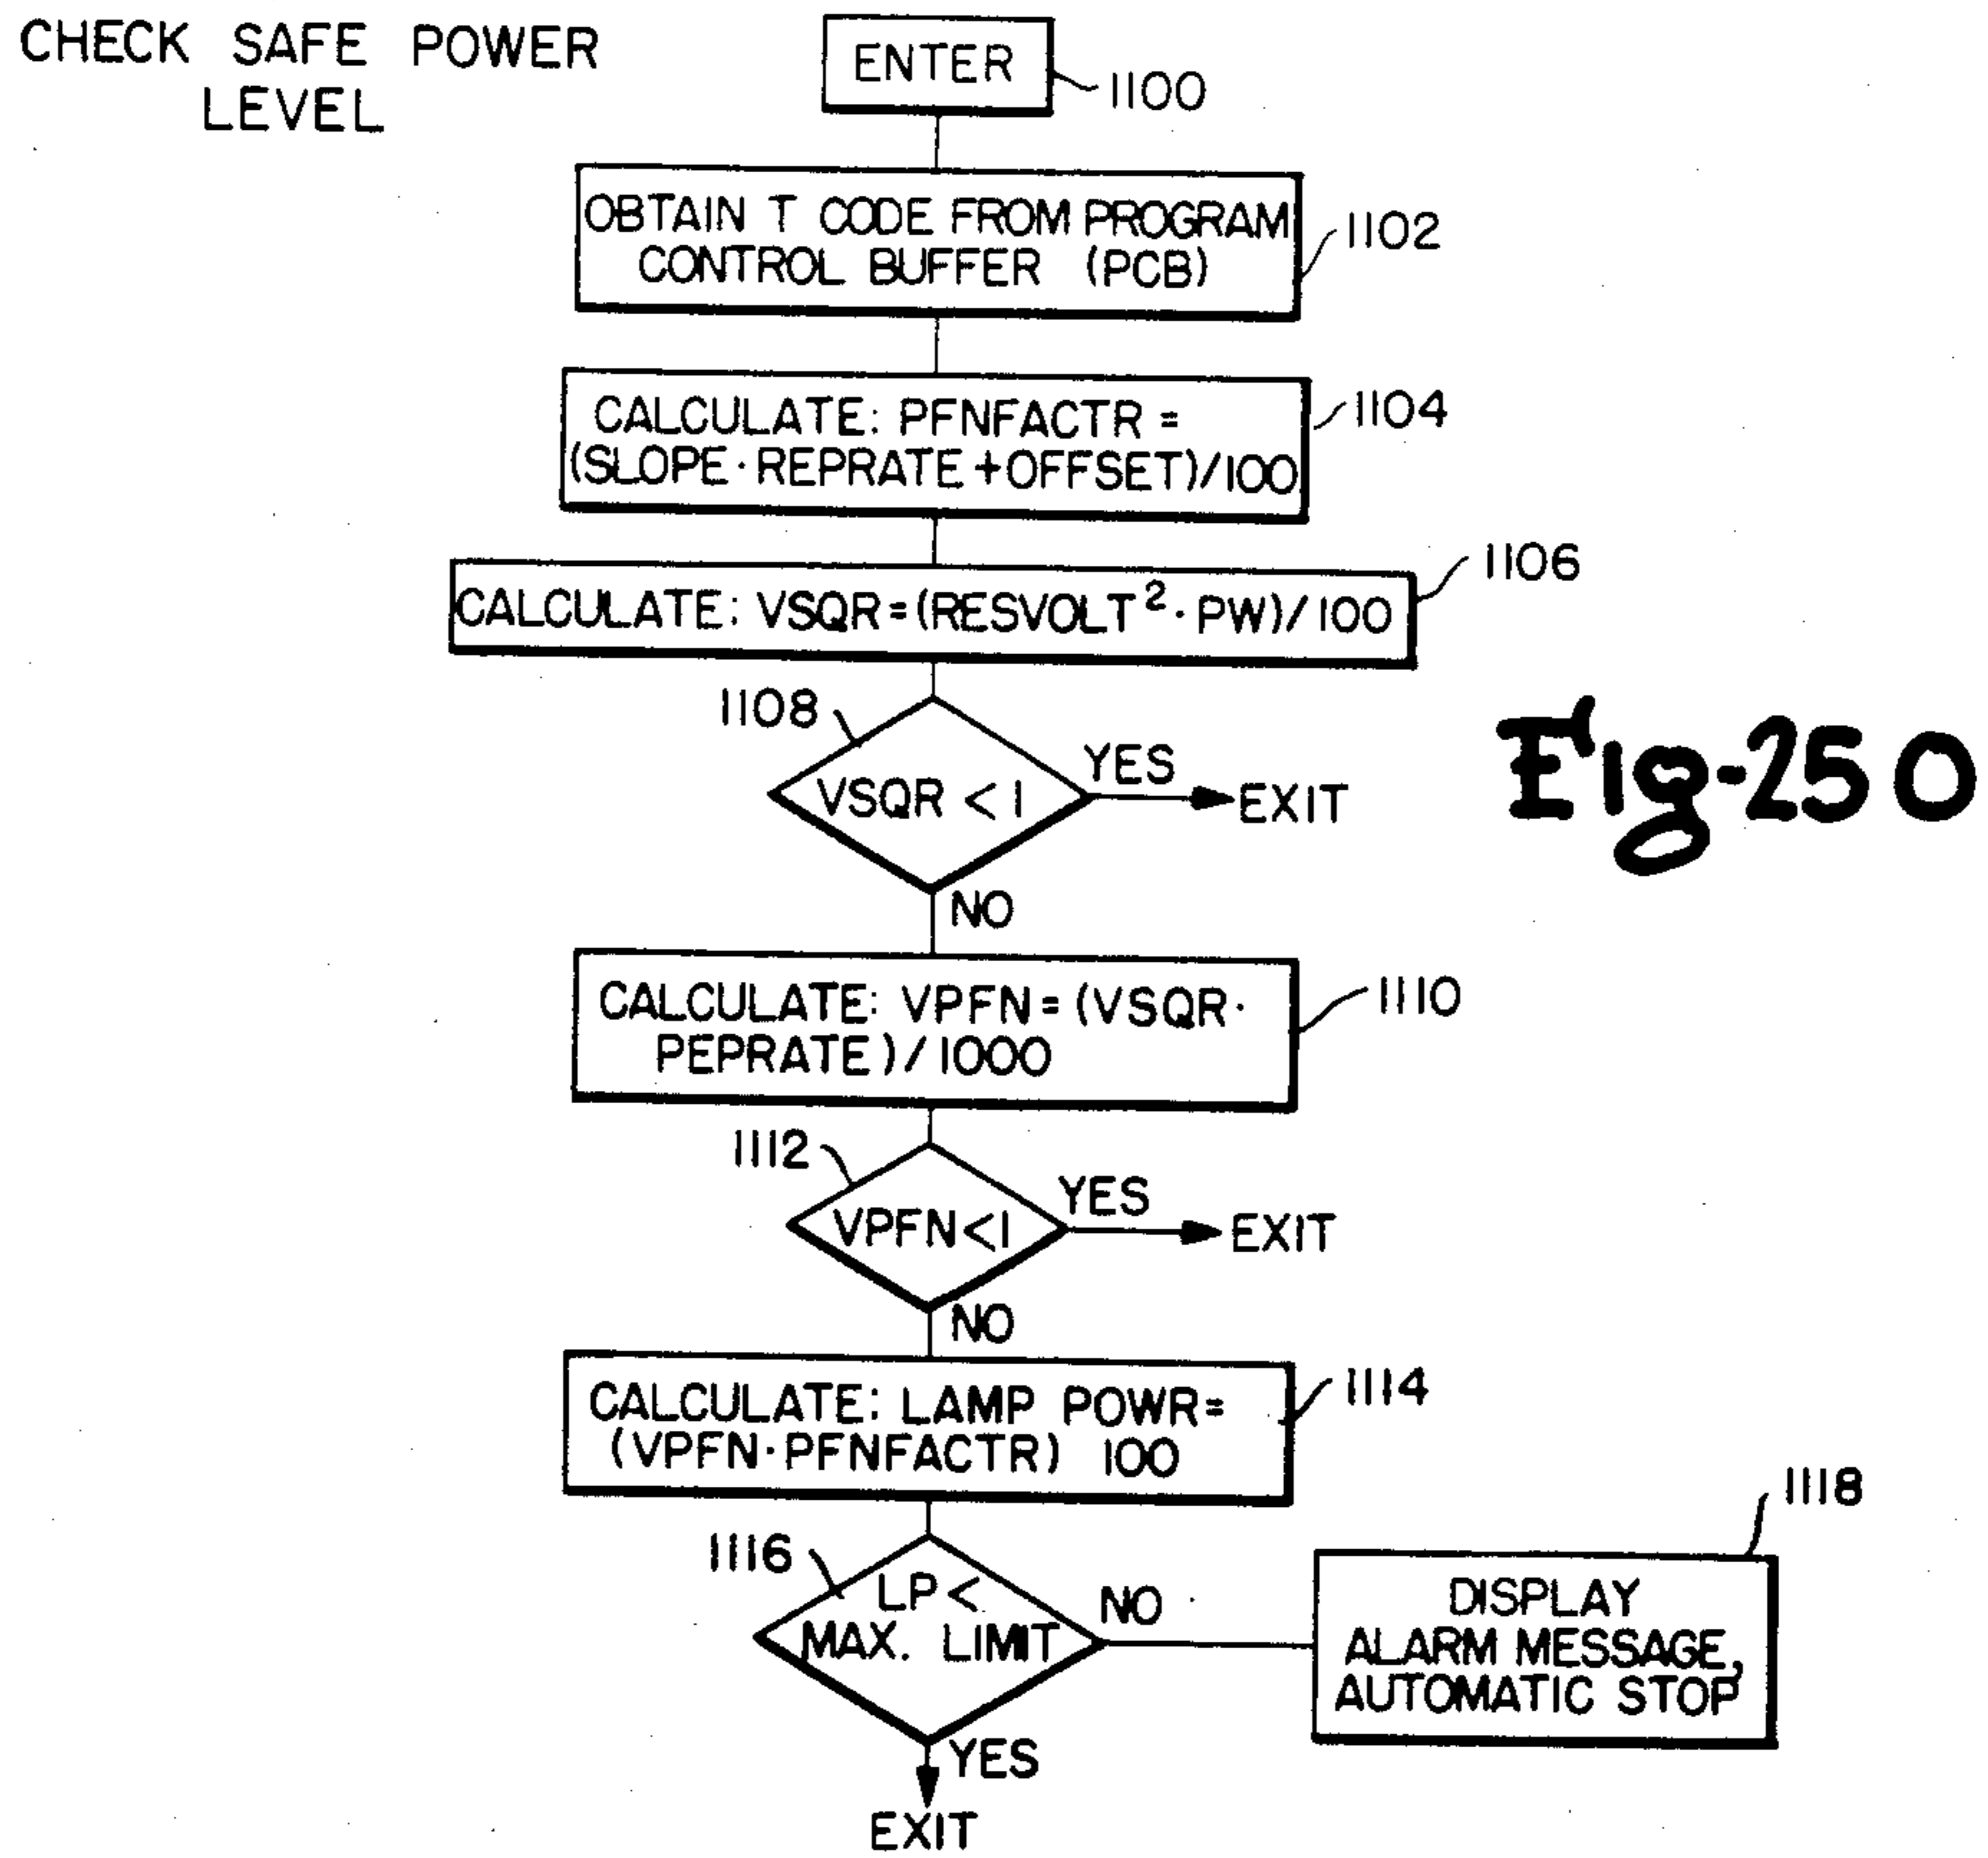 CHECK SAFE POWER
LEVEL
ENTER
1100
OBTAIN T CODE FROM PROGRAM
CONTROL BUFFER (PCB)
1102
CALCULATE: PFNFACTR =
(SLOPE · REPRATE + OFFSET)/100
1104
CALCULATE: VSQR = (RESVOLT² · PW)/100
1106
1108
VSQR < 1
YES
EXIT
NO
Fig-25O
CALCULATE: VPFN = (VSQR ·
PEPRATE)/1000
1110
1112
VPFN<1
YES
EXIT
NO
CALCULATE: LAMP POWR=
(VPFN · PFNFACTR) 100
1114
1116
LP <
MAX. LIMIT
NO
1118
DISPLAY
ALARM MESSAGE,
AUTOMATIC STOP
YES
EXIT